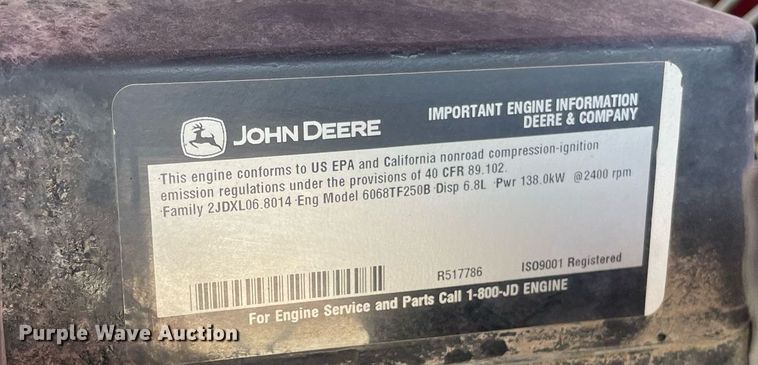 JOHN DEERE
IMPORTANT ENGINE INFORMATION
DEERE & COMPANY
This engine conforms to US EPA and California nonroad compression-ignition
emission regulations under the provisions of 40 CFR 89.102.
Family 2JDXL06.8014 Eng Model 6068TF250B Disp 6.8L Pwr 138.0kW @2400 rpm
R517786 ISO9001 Registered
For Engine Service and Parts Call 1-800-JD ENGINE
Purple Wave Auction